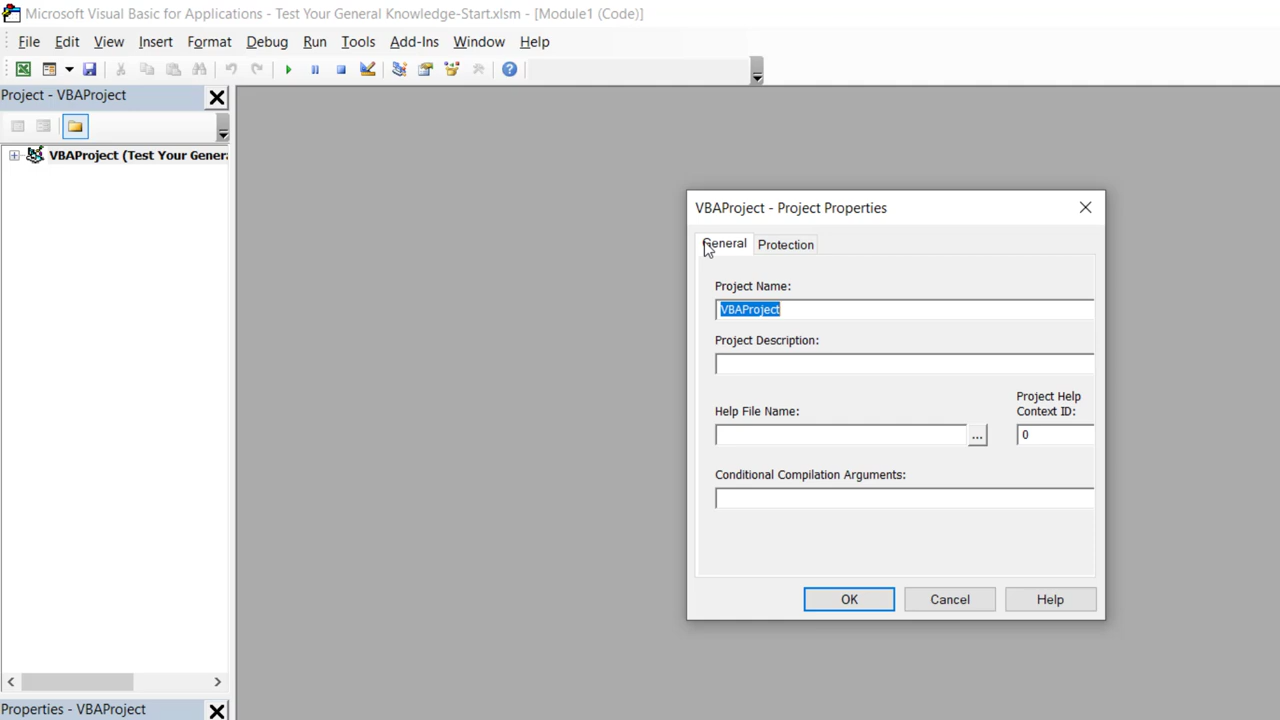 Microsoft Visual Basic for Applications - Test Your General Knowledge-Start.xlsm - [Module1 (Code)]
File Edit View Insert Format Debug Run Tools Add-Ins Window Help
Project - VBAProject
VBAProject (Test Your Gener
VBAProject - Project Properties
General Protection
Project Name:
VBAProject
Project Description:
Help File Name:
Project Help
Context ID:
...
0
Conditional Compilation Arguments:
OK Cancel Help
Properties - VBAProject